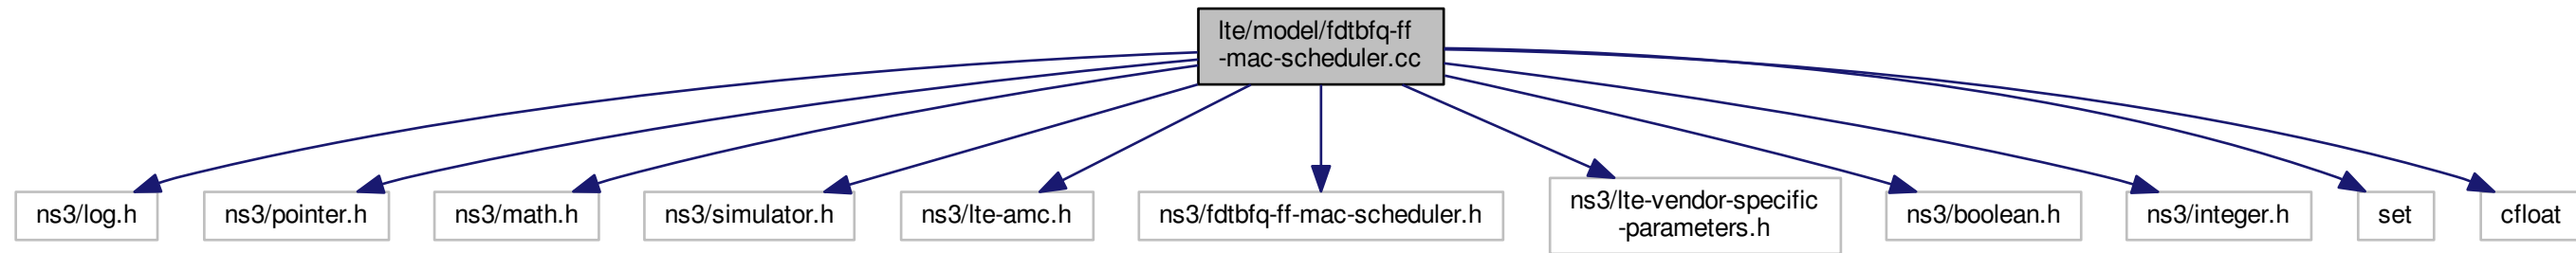 lte/model/fdtbfq-ff
-mac-scheduler.cc
ns3/log.h
ns3/pointer.h
ns3/math.h
ns3/simulator.h
ns3/lte-amc.h
ns3/fdtbfq-ff-mac-scheduler.h
ns3/lte-vendor-specific
-parameters.h
ns3/boolean.h
ns3/integer.h
set
cfloat